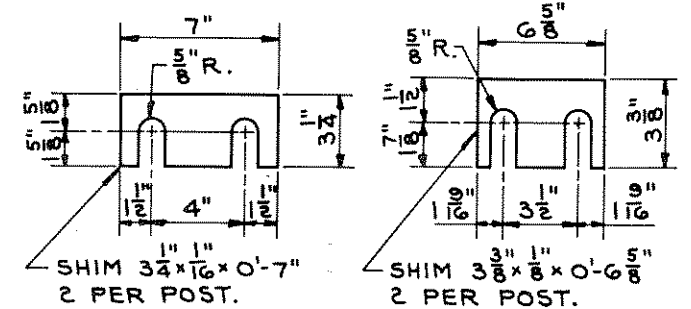 7"
5/8" R.
1 5/8"
1 5/8"
3 1/4"
1 1/2"
4"
1 1/2"
SHIM 3 1/4" x 1/16" x 0'-7"
2 PER POST.
6 5/8"
5/8" R.
1 1/2"
1 7/8"
3 3/8"
1 9/16"
3 1/2"
1 9/16"
SHIM 3 3/8" x 1/8" x 0'-6 5/8"
2 PER POST.